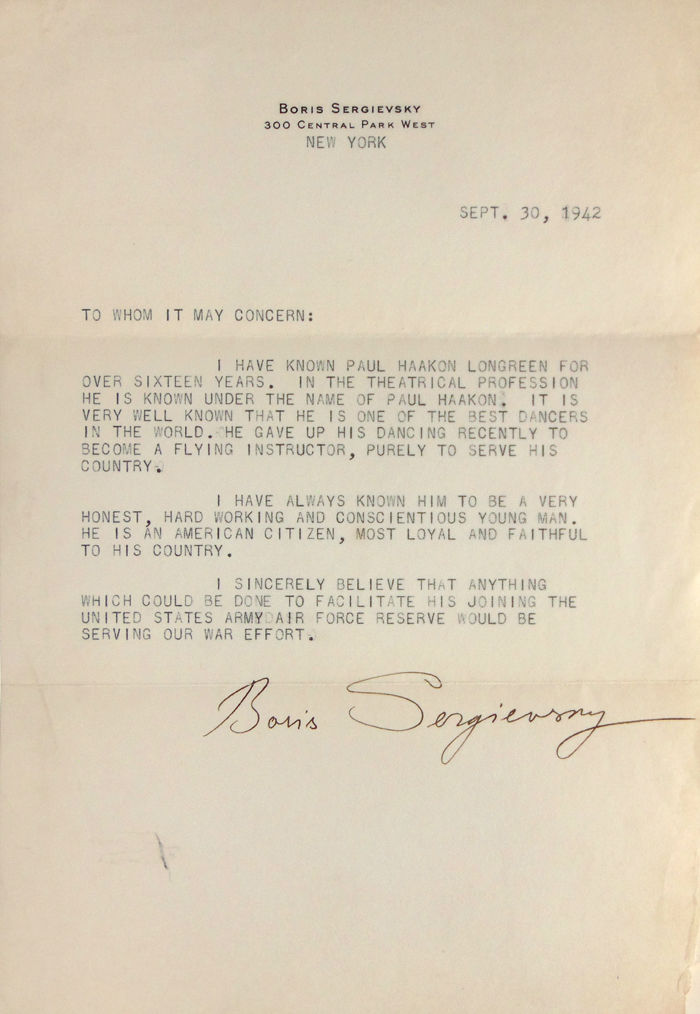 BORIS SERGIEVSKY
300 CENTRAL PARK WEST
NEW YORK
SEPT. 30, 1942
TO WHOM IT MAY CONCERN:
I HAVE KNOWN PAUL HAAKON LONGREEN FOR
OVER SIXTEEN YEARS. IN THE THEATRICAL PROFESSION
HE IS KNOWN UNDER THE NAME OF PAUL HAAKON. IT IS
VERY WELL KNOWN THAT HE IS ONE OF THE BEST DANCERS
IN THE WORLD. HE GAVE UP HIS DANCING RECENTLY TO
BECOME A FLYING INSTRUCTOR, PURELY TO SERVE HIS
COUNTRY.
I HAVE ALWAYS KNOWN HIM TO BE A VERY
HONEST, HARD WORKING AND CONSCIENTIOUS YOUNG MAN.
HE IS AN AMERICAN CITIZEN, MOST LOYAL AND FAITHFUL
TO HIS COUNTRY.
I SINCERELY BELIEVE THAT ANYTHING
WHICH COULD BE DONE TO FACILITATE HIS JOINING THE
UNITED STATES ARMY AIR FORCE RESERVE WOULD BE
SERVING OUR WAR EFFORT.
Boris Sergievsky